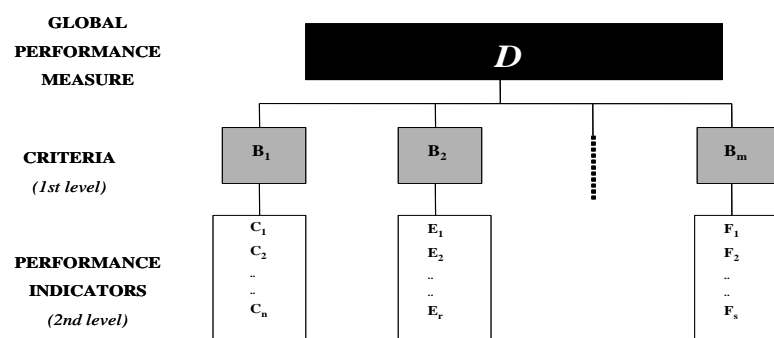 GLOBAL
PERFORMANCE
MEASURE
D
CRITERIA
(1st level)
B₁
B₂
Bₘ
PERFORMANCE
INDICATORS
(2nd level)
C₁
C₂
..
..
Cₙ
E₁
E₂
..
..
Eᵣ
F₁
F₂
..
..
Fₛ